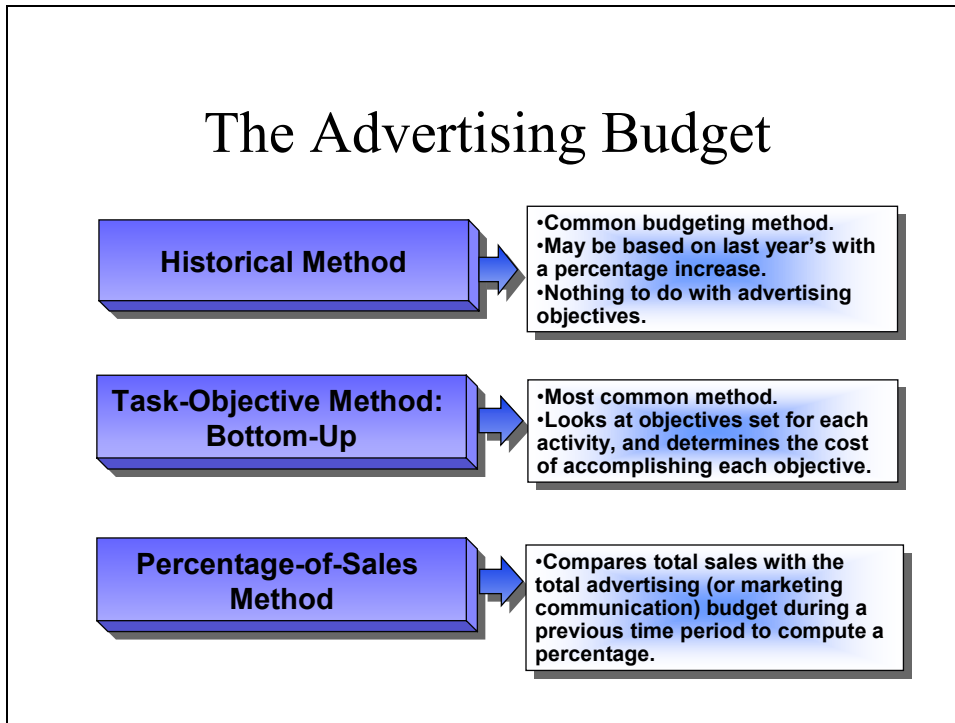 The Advertising Budget
Historical Method
•Common budgeting method.
•May be based on last year’s with
a percentage increase.
•Nothing to do with advertising
objectives.
Task-Objective Method:
Bottom-Up
•Most common method.
•Looks at objectives set for each
activity, and determines the cost
of accomplishing each objective.
Percentage-of-Sales
Method
•Compares total sales with the
total advertising (or marketing
communication) budget during a
previous time period to compute a
percentage.